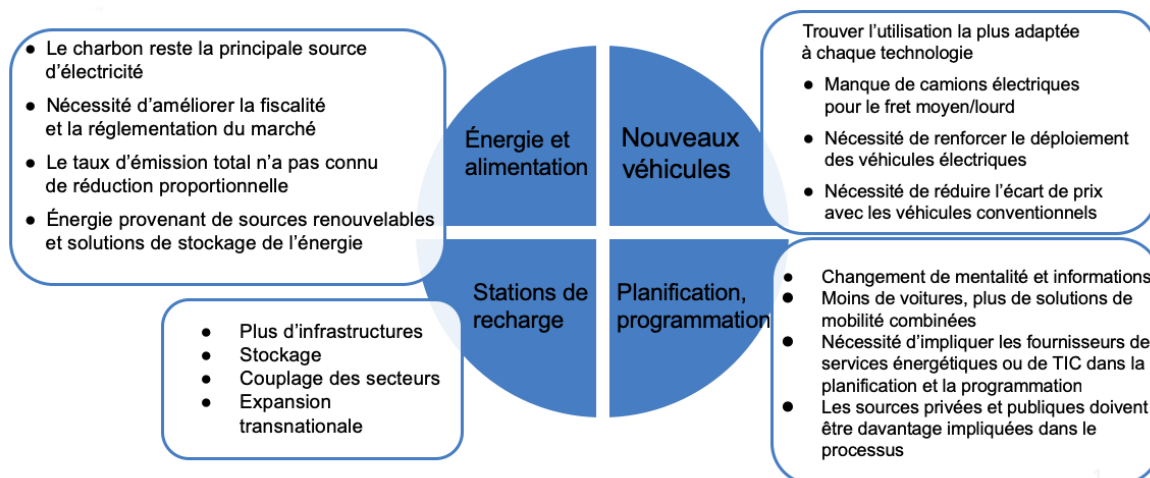 ● Le charbon reste la principale source
d’électricité
● Nécessité d’améliorer la fiscalité
et la réglementation du marché
● Le taux d’émission total n’a pas connu
de réduction proportionnelle
● Énergie provenant de sources renouvelables
et solutions de stockage de l’énergie
Énergie et
alimentation
Nouveaux
véhicules
Trouver l’utilisation la plus adaptée
à chaque technologie
● Manque de camions électriques
pour le fret moyen/lourd
● Nécessité de renforcer le déploiement
des véhicules électriques
● Nécessité de réduire l’écart de prix
avec les véhicules conventionnels
● Plus d’infrastructures
● Stockage
● Couplage des secteurs
● Expansion
transnationale
Stations de
recharge
Planification,
programmation
● Changement de mentalité et informations
● Moins de voitures, plus de solutions de
mobilité combinées
● Nécessité d’impliquer les fournisseurs de
services énergétiques ou de TIC dans la
planification et la programmation
● Les sources privées et publiques doivent
être davantage impliquées dans le
processus